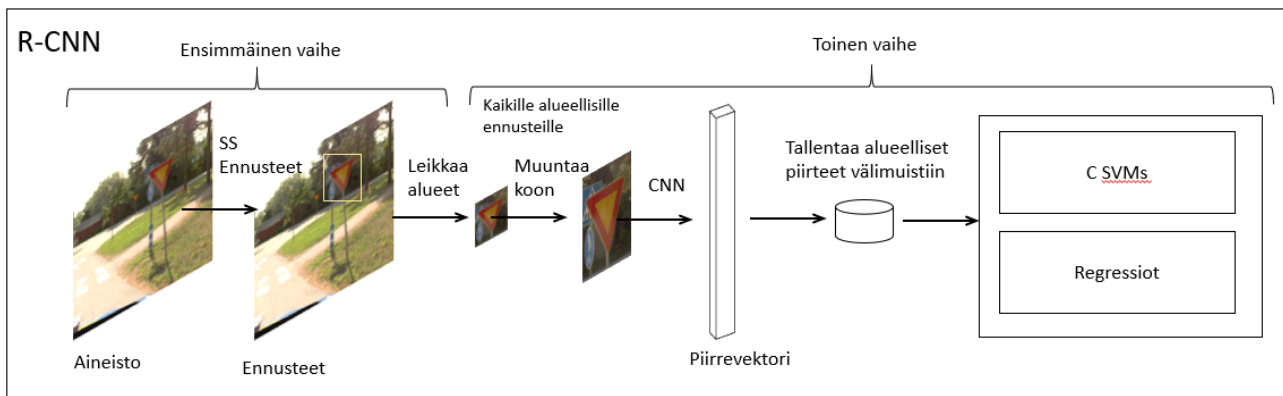 R-CNN
Ensimmäinen vaihe
Toinen vaihe
Kaikille alueellisille
ennusteille
SS
Ennusteet
Leikkaa
alueet
Muuntaa
koon
CNN
Tallentaa alueelliset
piirteet välimuistiin
C SVMs
Regressiot
Aineisto
Ennusteet
Piirrevektori